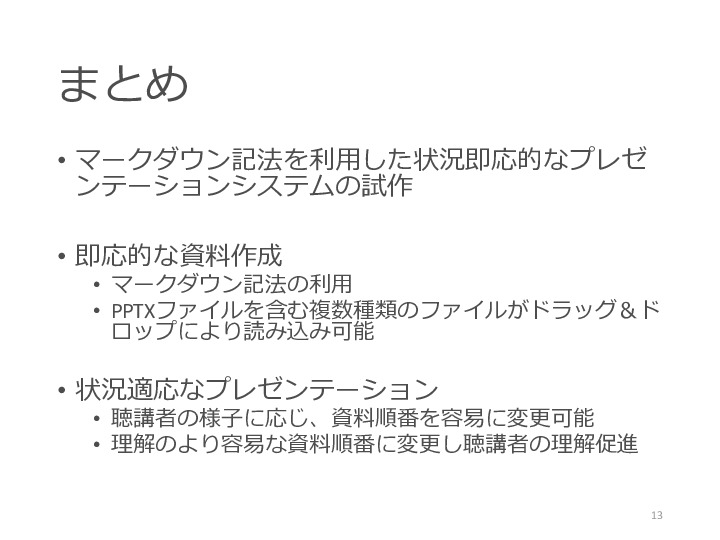 まとめ
• マークダウン記法を利用した状況即応的なプレゼ
ンテーションシステムの試作
• 即応的な資料作成
• マークダウン記法の利用
• PPTXファイルを含む複数種類のファイルがドラッグ＆ド
ロップにより読み込み可能
• 状況適応なプレゼンテーション
• 聴講者の様子に応じ、資料順番を容易に変更可能
• 理解のより容易な資料順番に変更し聴講者の理解促進
13